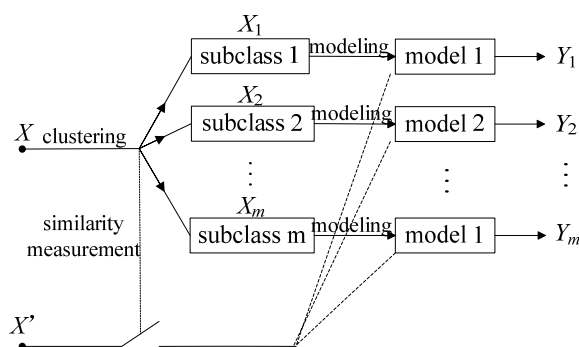 X₁
subclass 1 modeling model 1 Y₁
X₂
subclass 2 modeling model 2 Y₂
X clustering
⋮ ⋮ ⋮
Xₘ
subclass m modeling model 1 Yₘ
similarity
measurement
X'